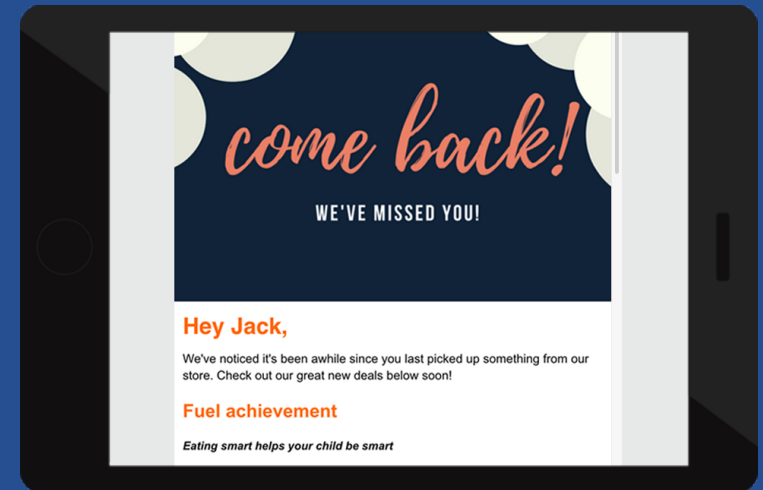 come back!
WE'VE MISSED YOU!
Hey Jack,
We've noticed it's been awhile since you last picked up something from our
store. Check out our great new deals below soon!
Fuel achievement
Eating smart helps your child be smart